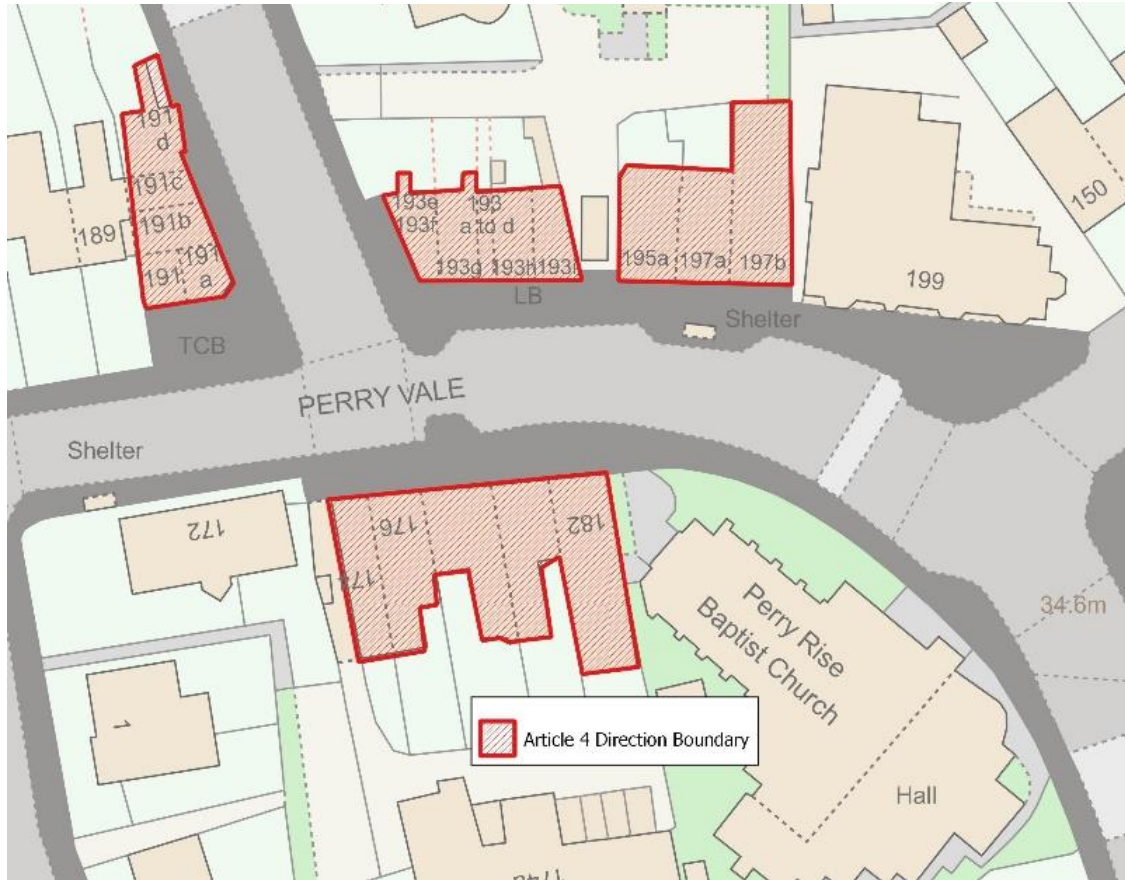 191
d
191c
191b
189
191
191
a
193e
193
193f
a to d
193g
193h
195a
197a
197b
199
150
LB
Shelter
TCB
PERRY VALE
Shelter
172
176
182
34.6m
Perry Rise
Baptist Church
1
Article 4 Direction Boundary
Hall
174a